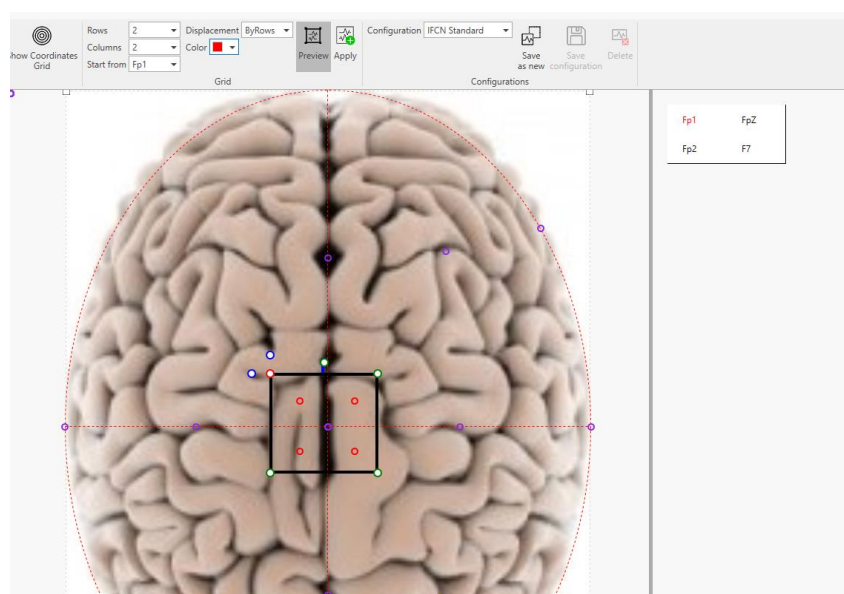 Rows 2 Displacement ByRows Configuration IFCN Standard
Columns 2 Color
Show Coordinates Grid Start from Fp1 Preview Apply Save as new Save configuration Delete
Grid Configurations
Fp1 FpZ
Fp2 F7